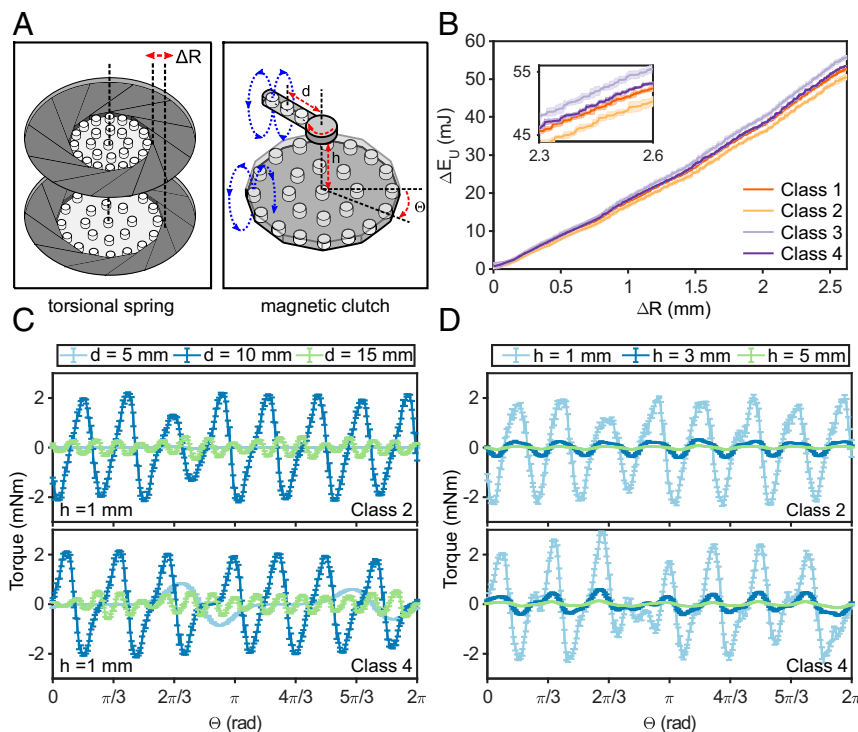 A
ΔR
torsional spring
d
h
Θ
magnetic clutch
B
ΔE_U (mJ)
60
50
40
30
20
10
0
55
45
2.3
2.6
Class 1
Class 2
Class 3
Class 4
0
0.5
1
1.5
2
2.5
ΔR (mm)
C
d = 5 mm
d = 10 mm
d = 15 mm
2
0
-2
h =1 mm
Class 2
Torque (mNm)
2
0
-2
h =1 mm
Class 4
0
π/3
2π/3
π
4π/3
5π/3
2π
Θ (rad)
D
h = 1 mm
h = 3 mm
h = 5 mm
2
0
-2
Class 2
Torque (mNm)
2
0
-2
Class 4
0
π/3
2π/3
π
4π/3
5π/3
2π
Θ (rad)